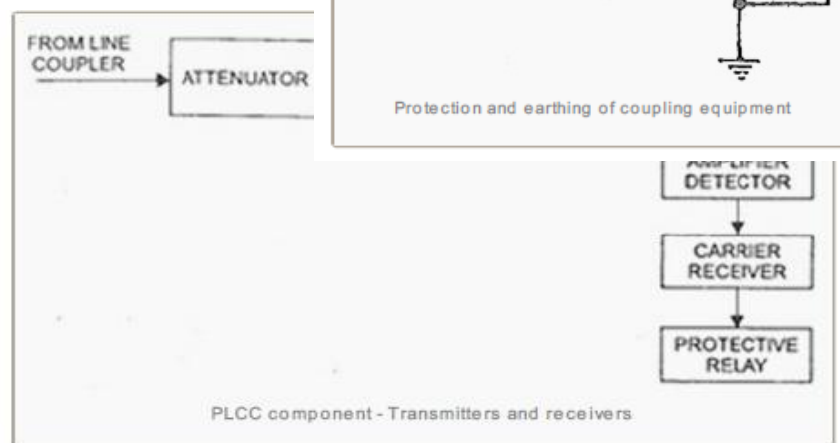 FROM LINE
COUPLER
ATTENUATOR
Protection and earthing of coupling equipment
AMPLIFIER
DETECTOR
CARRIER
RECEIVER
PROTECTIVE
RELAY
PLCC component - Transmitters and receivers